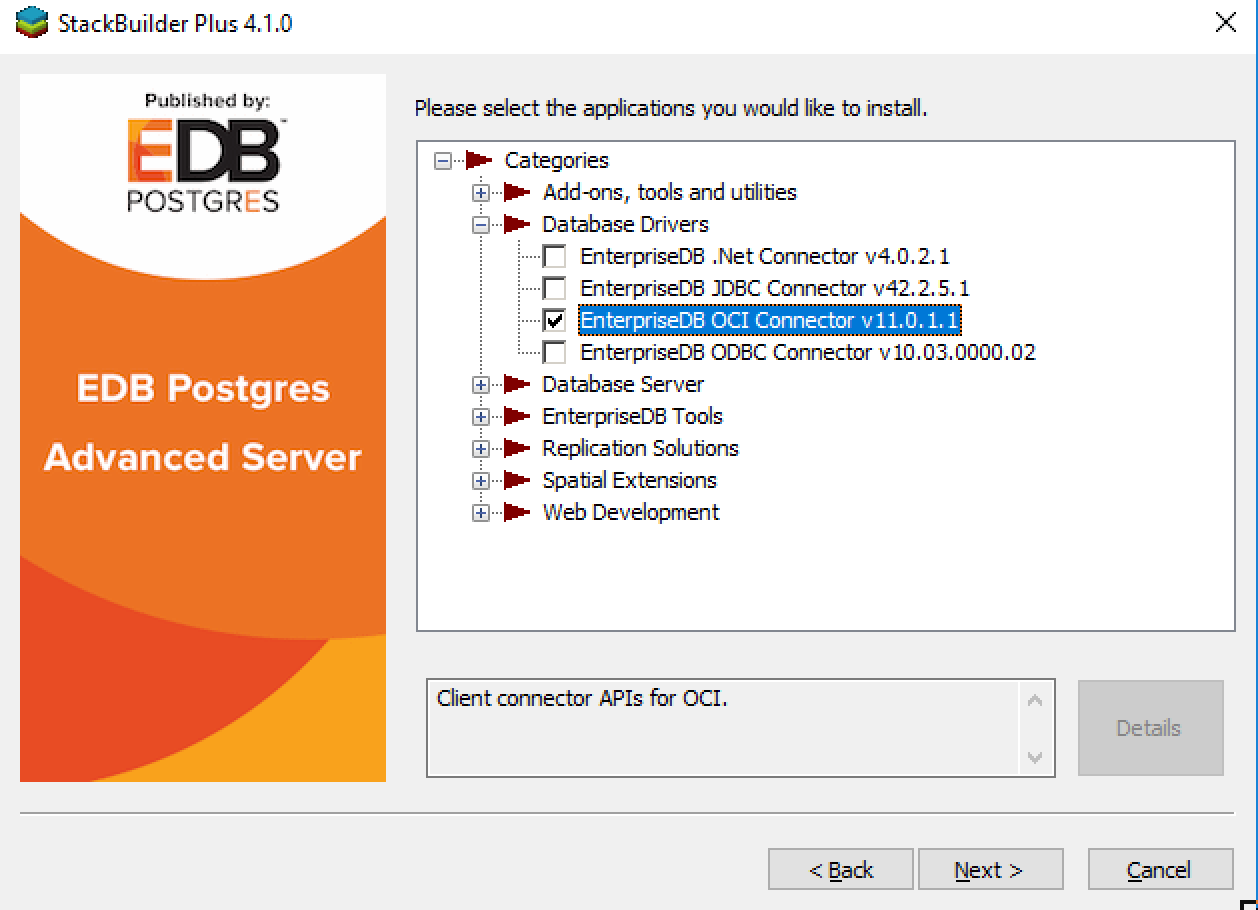 StackBuilder Plus 4.1.0
Published by:
EDB™
POSTGRES
EDB Postgres
Advanced Server
Please select the applications you would like to install.
Categories
Add-ons, tools and utilities
Database Drivers
EnterpriseDB .Net Connector v4.0.2.1
EnterpriseDB JDBC Connector v42.2.5.1
EnterpriseDB OCI Connector v11.0.1.1
EnterpriseDB ODBC Connector v10.03.0000.02
Database Server
EnterpriseDB Tools
Replication Solutions
Spatial Extensions
Web Development
Client connector APIs for OCI.
Details
< Back
Next >
Cancel